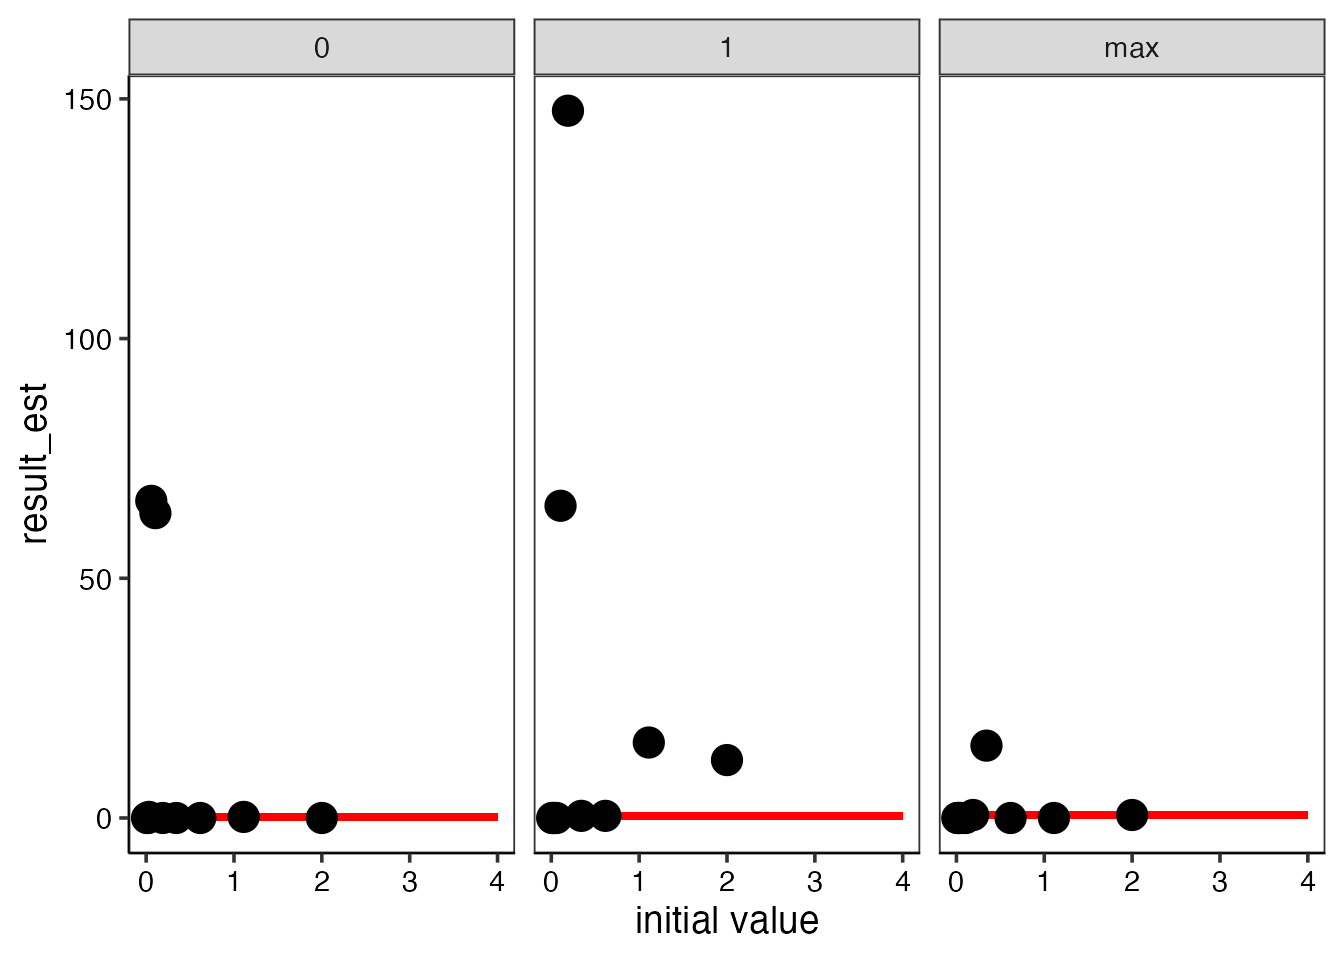 0 1 max
150
100
50
0
0 1 2 3 4 0 1 2 3 4 0 1 2 3 4
initial value
result_est